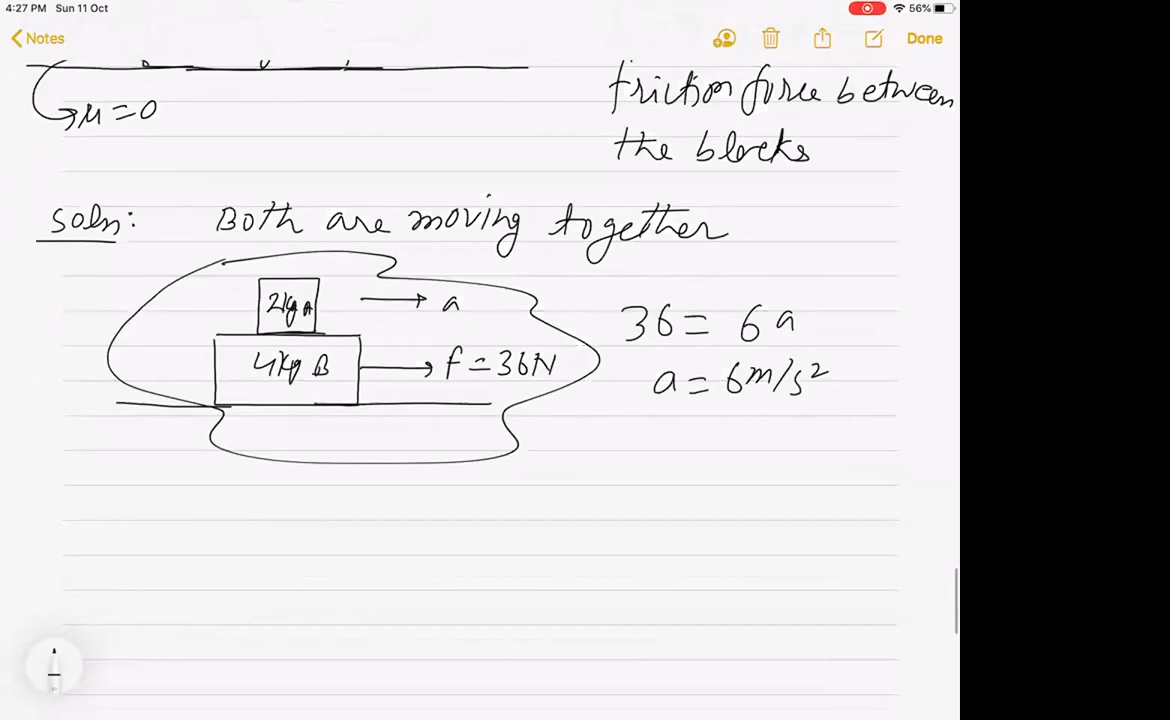 4:27 PM Sun 11 Oct
56%
Notes
Done
friction force between
μ = 0
the blocks
Soln: Both are moving together
2kg A
a
36 = 6a
4kg B
f = 36N
a = 6m/s²